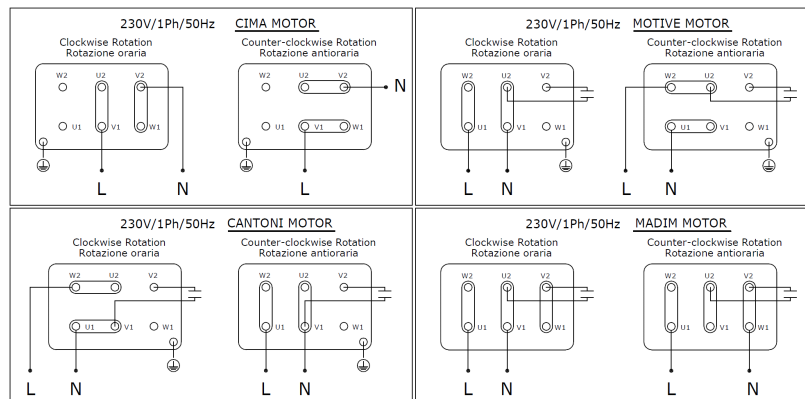 230V/1Ph/50Hz CIMA MOTOR
Clockwise Rotation Counter-clockwise Rotation
Rotazione oraria Rotazione antioraria
W2 U2 V2 W2 U2 V2
N
U1 V1 W1 U1 V1 W1
L N L
230V/1Ph/50Hz MOTIVE MOTOR
Clockwise Rotation Counter-clockwise Rotation
Rotazione oraria Rotazione antioraria
W2 U2 V2 W2 U2 V2
U1 V1 W1 U1 V1 W1
L N L N
230V/1Ph/50Hz CANTONI MOTOR
Clockwise Rotation Counter-clockwise Rotation
Rotazione oraria Rotazione antioraria
W2 U2 V2 W2 U2 V2
U1 V1 W1 U1 V1 W1
L N L N
230V/1Ph/50Hz MADIM MOTOR
Clockwise Rotation Counter-clockwise Rotation
Rotazione oraria Rotazione antioraria
W2 U2 V2 W2 U2 V2
U1 V1 W1 U1 V1 W1
L N L N